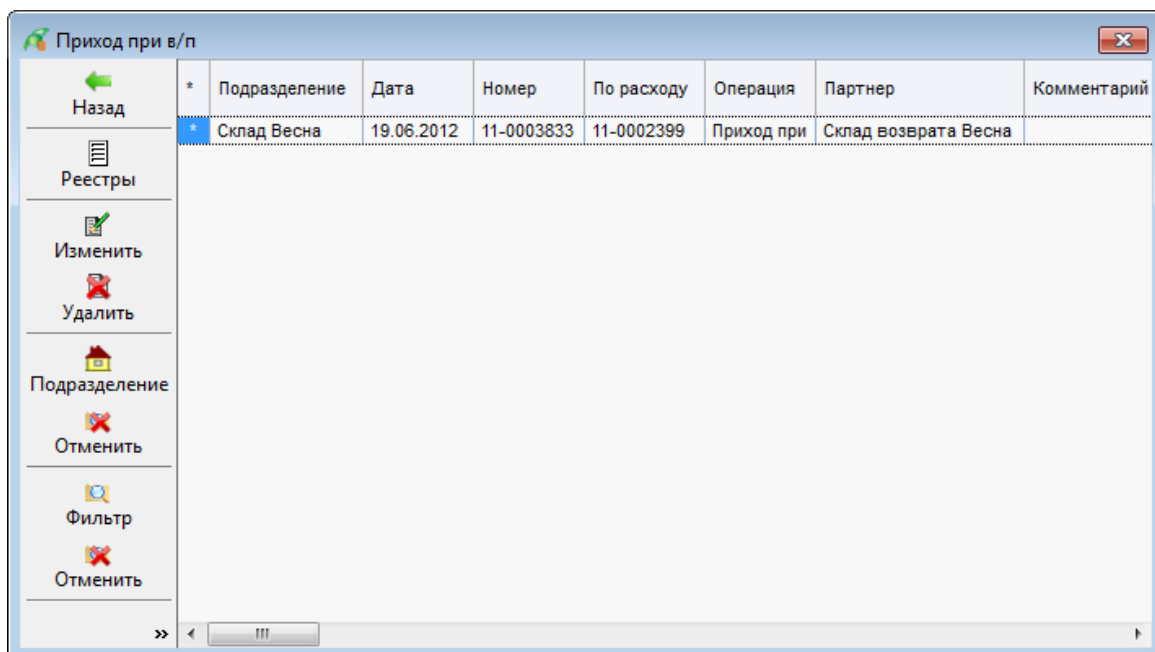 Приход при в/п
Назад
Реестры
Изменить
Удалить
Подразделение
Отменить
Фильтр
Отменить
»
* Подразделение Дата Номер По расходу Операция Партнер Комментарий
* Склад Весна 19.06.2012 11-0003833 11-0002399 Приход при Склад возврата Весна